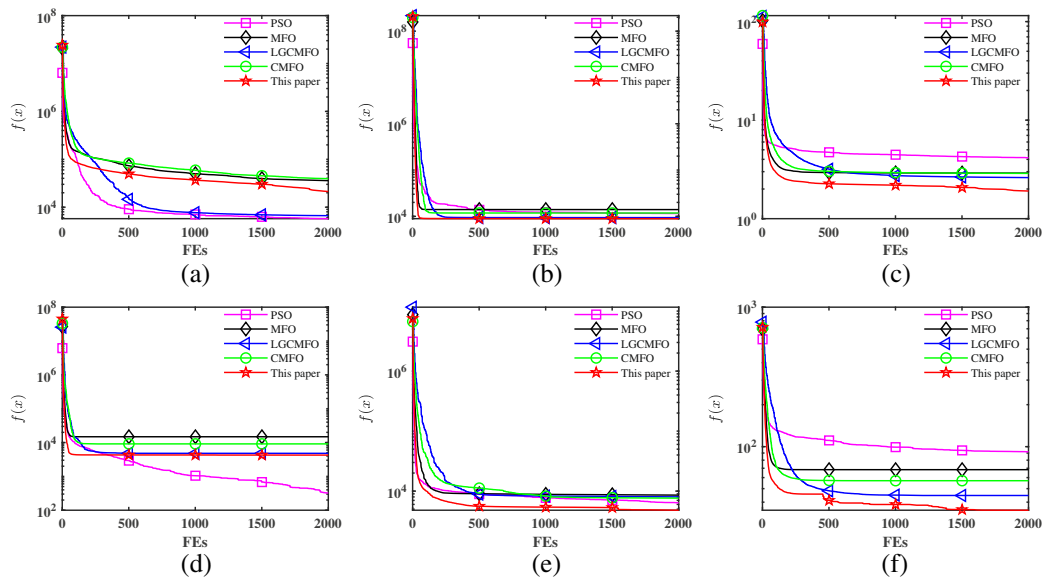 10^8
10^6
10^4
f(x)
0 500 1000 1500 2000
FEs
PSO
MFO
LGCMFO
CMFO
This paper
(a)
10^8
10^6
10^4
f(x)
0 500 1000 1500 2000
FEs
PSO
MFO
LGCMFO
CMFO
This paper
(b)
10^2
10^1
10^0
f(x)
0 500 1000 1500 2000
FEs
PSO
MFO
LGCMFO
CMFO
This paper
(c)
10^8
10^6
10^4
10^2
f(x)
0 500 1000 1500 2000
FEs
PSO
MFO
LGCMFO
CMFO
This paper
(d)
10^6
10^4
f(x)
0 500 1000 1500 2000
FEs
PSO
MFO
LGCMFO
CMFO
This paper
(e)
10^3
10^2
f(x)
0 500 1000 1500 2000
FEs
PSO
MFO
LGCMFO
CMFO
This paper
(f)